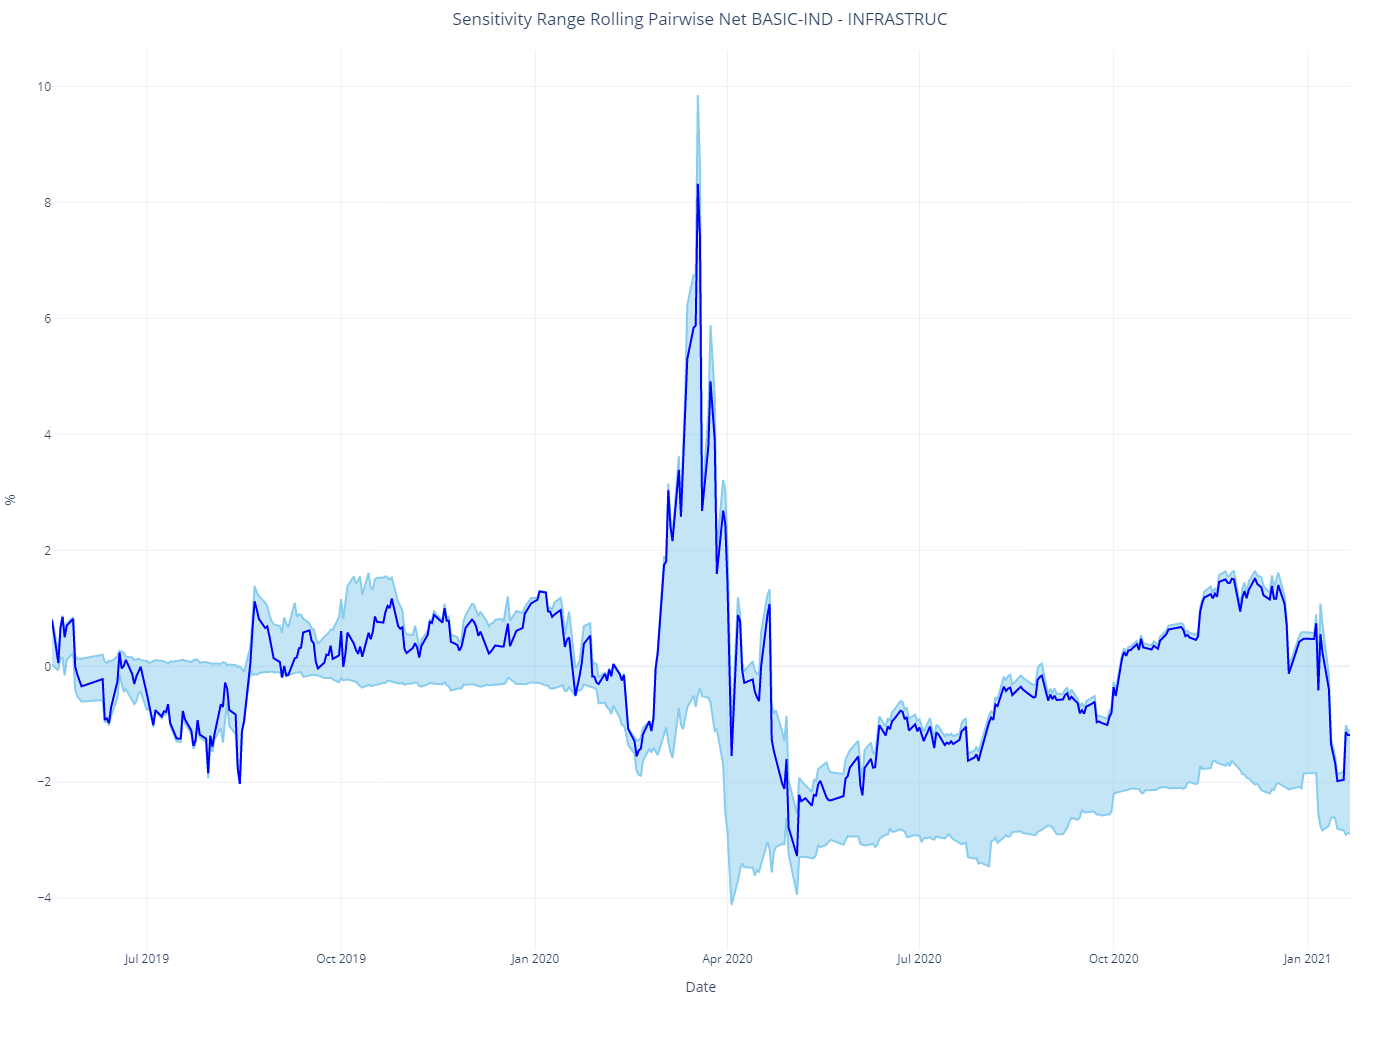 Sensitivity Range Rolling Pairwise Net BASIC-IND - INFRASTRUC
10
8
6
4
2
0
−2
−4
%
Jul 2019
Oct 2019
Jan 2020
Apr 2020
Jul 2020
Oct 2020
Jan 2021
Date